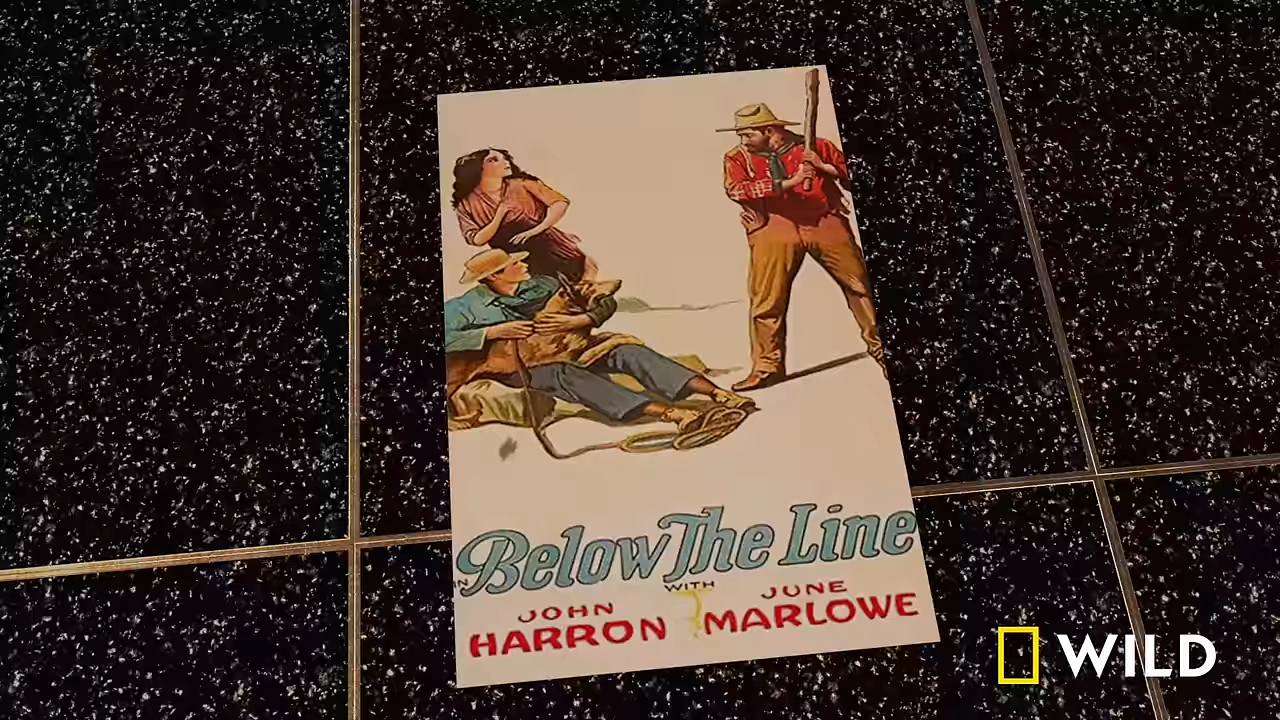 Below The Line
IN
WITH
JOHN JUNE
HARRON MARLOWE
WILD